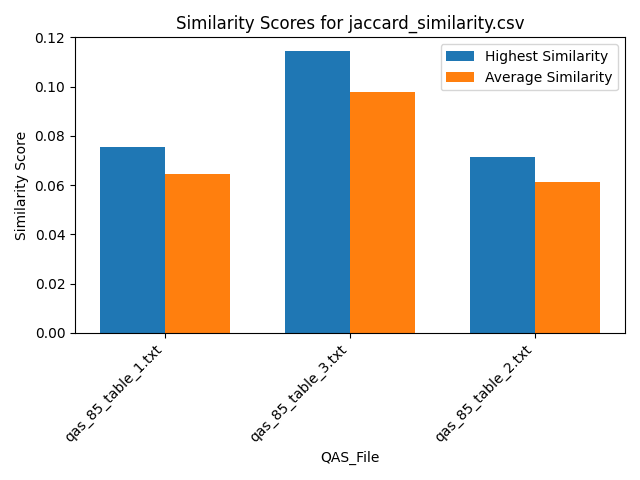 Similarity Scores for jaccard_similarity.csv
Highest Similarity
Average Similarity
Similarity Score
0.12
0.10
0.08
0.06
0.04
0.02
0.00
qas_85_table_1.txt
qas_85_table_3.txt
qas_85_table_2.txt
QAS_File